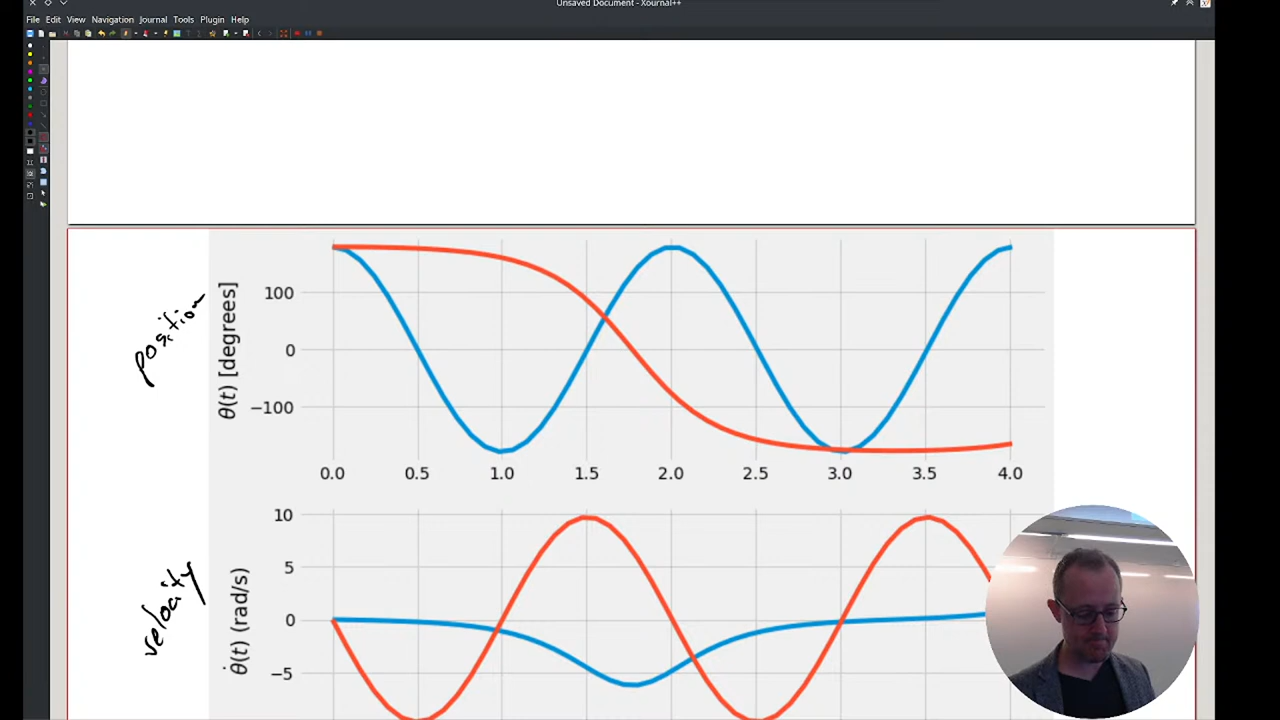 Unsaved Document - Xournal++
File Edit View Navigation Journal Tools Plugin Help
position
θ(t) [degrees]
100
0
−100
0.0 0.5 1.0 1.5 2.0 2.5 3.0 3.5 4.0
velocity
θ̇(t) (rad/s)
10
5
0
−5